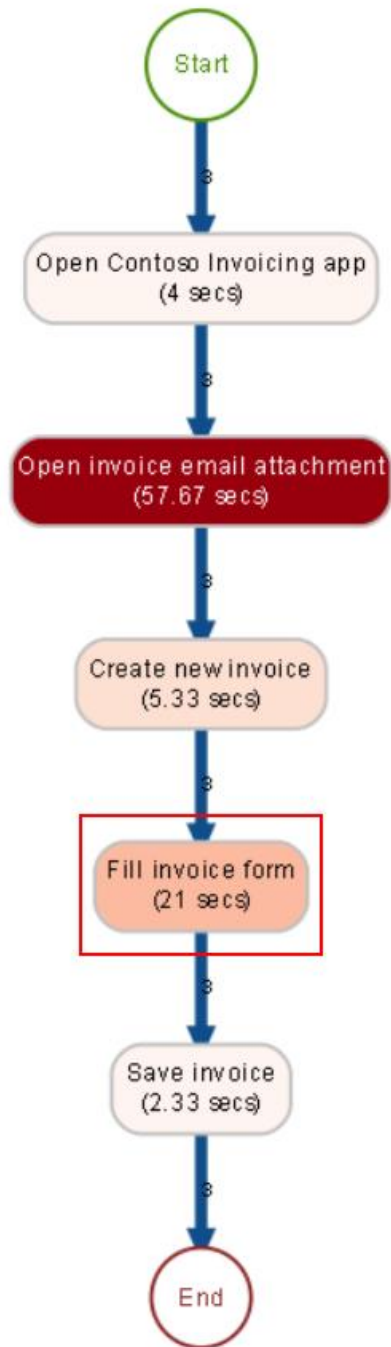 Start
3
Open Contoso Invoicing app
(4 secs)
3
Open invoice email attachment
(57.67 secs)
3
Create new invoice
(5.33 secs)
3
Fill invoice form
(21 secs)
3
Save invoice
(2.33 secs)
3
End